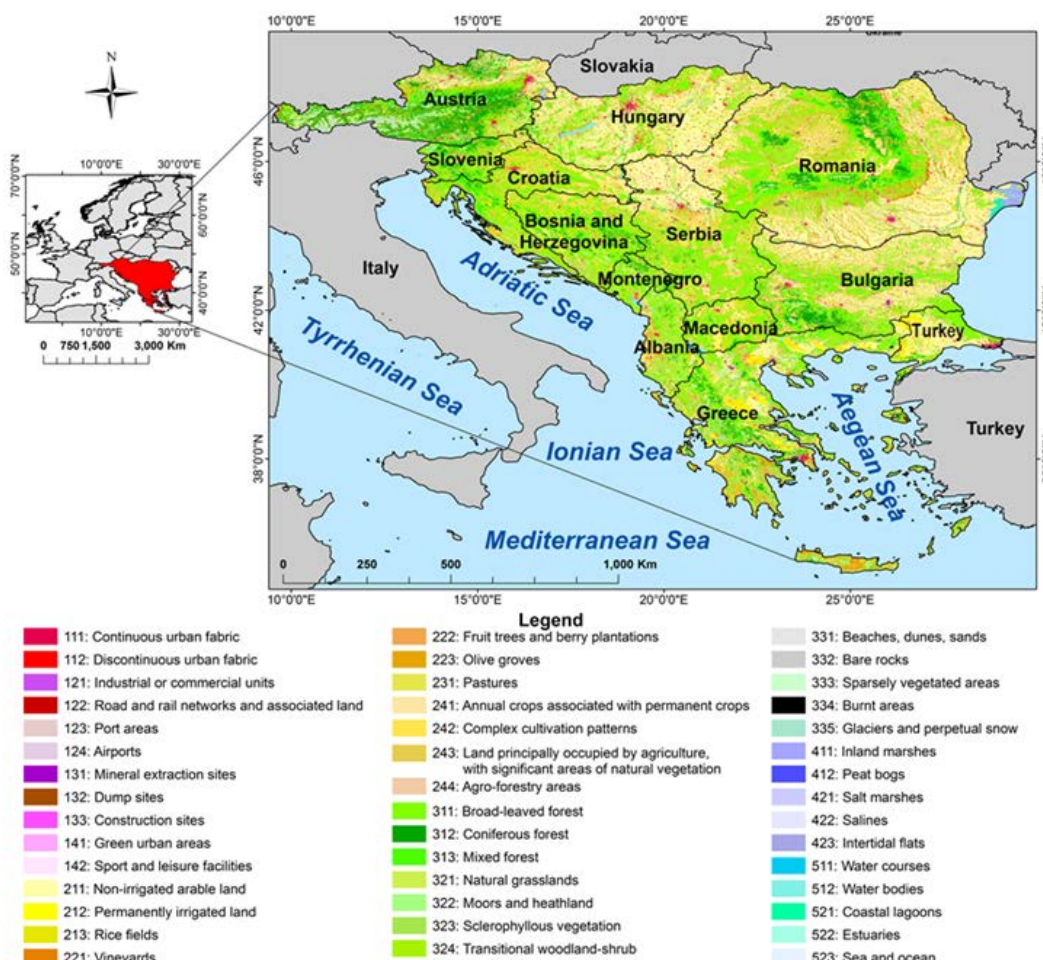 10°00'0"E
15°00'0"E
20°00'0"E
25°00'0"E
N
Slovakia
Austria
Hungary
Slovenia
Croatia
Romania
Bosnia and
Herzegovina
Serbia
Italy
Montenegro
Bulgaria
Adriatic Sea
Macedonia
Turkey
Albania
Tyrrhenian Sea
Greece
Aegean Sea
Turkey
Ionian Sea
Mediterranean Sea
46°0'0"N
42°0'0"N
38°0'0"N
0 250 500 1,000 Km
10°00'0"E
15°00'0"E
20°00'0"E
25°00'0"E
10°00'0"E 30°00'0"E
70°0'0"N
50°0'0"N
60°0'0"N
40°0'0"N
10°00'0"E 30°00'0"E
0 750 1,500 3,000 Km
Legend
111: Continuous urban fabric
112: Discontinuous urban fabric
121: Industrial or commercial units
122: Road and rail networks and associated land
123: Port areas
124: Airports
131: Mineral extraction sites
132: Dump sites
133: Construction sites
141: Green urban areas
142: Sport and leisure facilities
211: Non-irrigated arable land
212: Permanently irrigated land
213: Rice fields
221: Vineyards
222: Fruit trees and berry plantations
223: Olive groves
231: Pastures
241: Annual crops associated with permanent crops
242: Complex cultivation patterns
243: Land principally occupied by agriculture,
with significant areas of natural vegetation
244: Agro-forestry areas
311: Broad-leaved forest
312: Coniferous forest
313: Mixed forest
321: Natural grasslands
322: Moors and heathland
323: Sclerophyllous vegetation
324: Transitional woodland-shrub
331: Beaches, dunes, sands
332: Bare rocks
333: Sparsely vegetated areas
334: Burnt areas
335: Glaciers and perpetual snow
411: Inland marshes
412: Peat bogs
421: Salt marshes
422: Salines
423: Intertidal flats
511: Water courses
512: Water bodies
521: Coastal lagoons
522: Estuaries
523: Sea and ocean